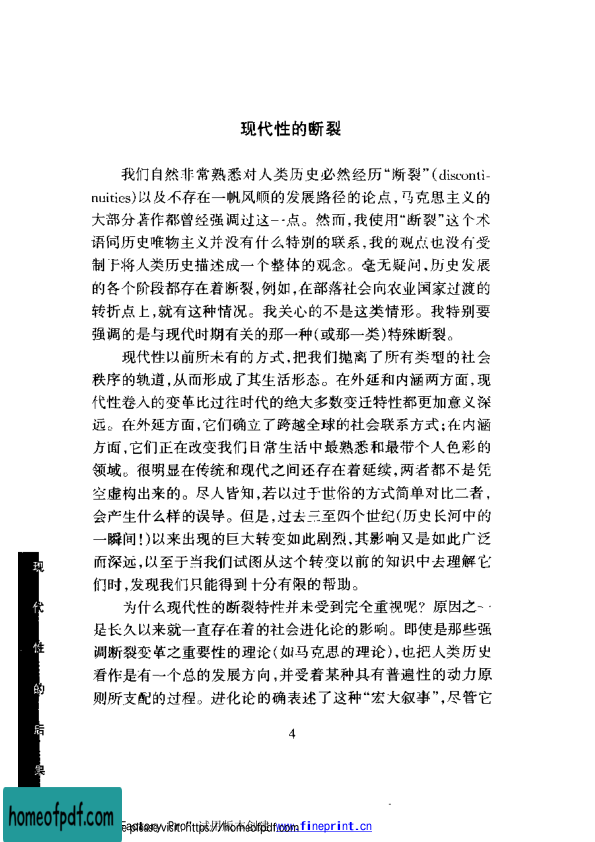 现代性的断裂
我们自然非常熟悉对人类历史必然经历“断裂”(disconti-
nuities)以及不存在一帆风顺的发展路径的论点,马克思主义的
大部分著作都曾经强调过这一点。然而,我使用“断裂”这个术
语同历史唯物主义并没有什么特别的联系,我的观点也没有受
制于将人类历史描述成一个整体的观念。毫无疑问,历史发展
的各个阶段都存在着断裂,例如,在部落社会向农业国家过渡的
转折点上,就有这种情况。我关心的不是这类情形。我特别要
强调的是与现代时期有关的那一种(或那一类)特殊断裂。
现代性以前所未有的方式,把我们抛离了所有类型的社会
秩序的轨道,从而形成了其生活形态。在外延和内涵两方面,现
代性卷入的变革比过往时代的绝大多数变迁特性都更加意义深
远。在外延方面,它们确立了跨越全球的社会联系方式;在内涵
方面,它们正在改变我们日常生活中最熟悉和最带个人色彩的
领域。很明显在传统和现代之间还存在着延续,两者都不是凭
空虚构出来的。尽人皆知,若以过于世俗的方式简单对比二者,
会产生什么样的误导。但是,过去三至四个世纪(历史长河中的
一瞬间!)以来出现的巨大转变如此剧烈,其影响又是如此广泛
而深远,以至于当我们试图从这个转变以前的知识中去理解它
们时,发现我们只能得到十分有限的帮助。
为什么现代性的断裂特性并未受到完全重视呢?原因之一
是长久以来就一直存在着的社会进化论的影响。即使是那些强
调断裂变革之重要性的理论(如马克思的理论),也把人类历史
看作是有一个总的发展方向,并受着某种具有普遍性的动力原
则所支配的过程。进化论的确表述了这种“宏大叙事”,尽管它
现
代
性
的
后
果
4
homeofpdf.com
Factory Pro" 试用版本创建 www.fineprint.cn
please visit: https://homeofpdf.com